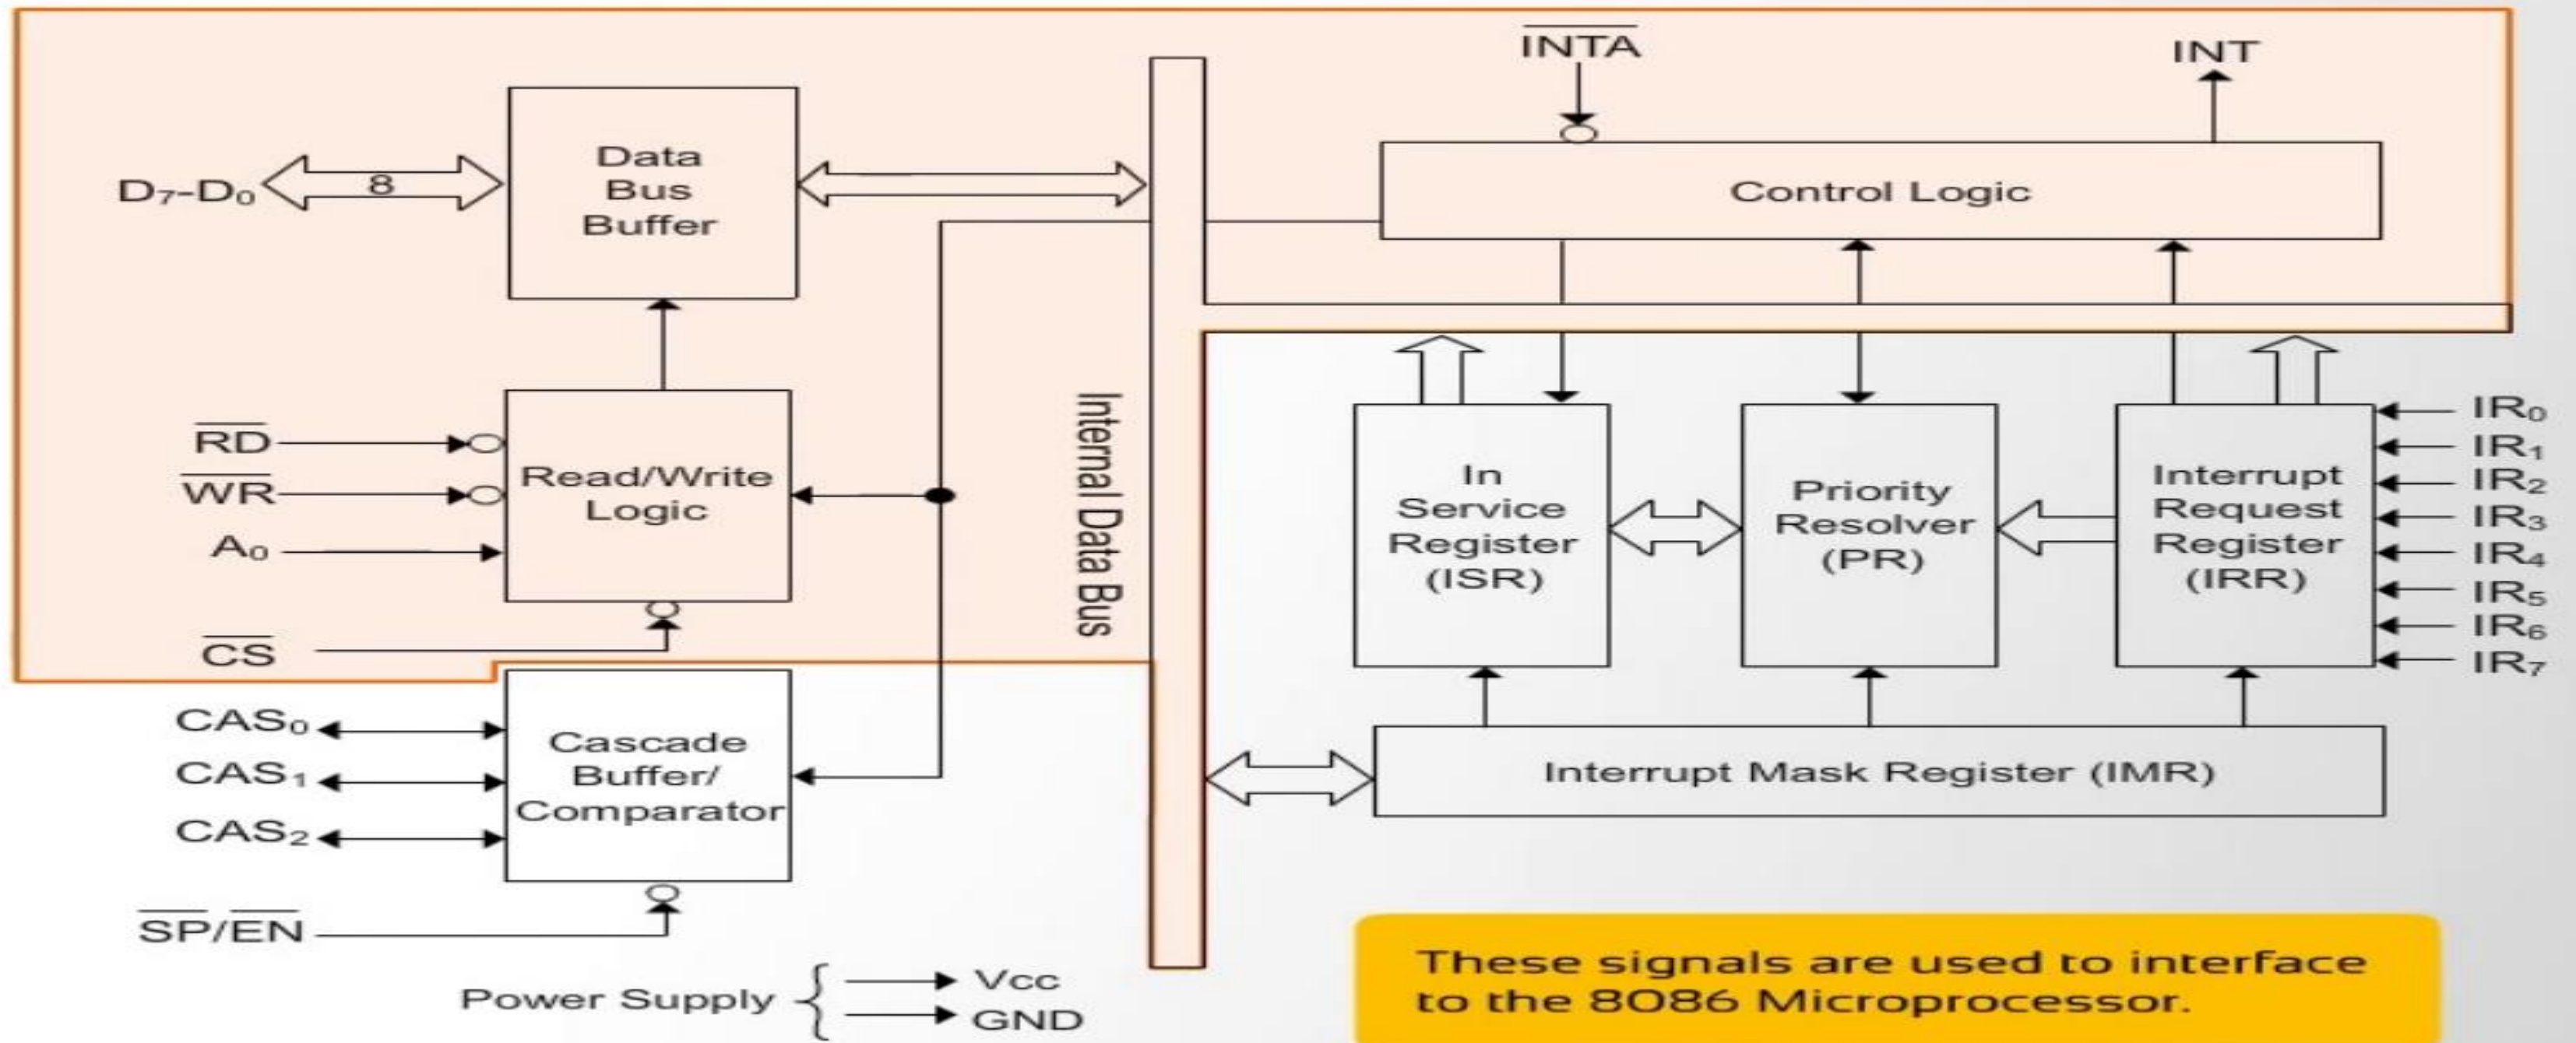 INTA
INT
Data
Bus
Buffer
D₇-D₀
8
Control Logic
RD
WR
A₀
CS
Read/Write
Logic
Internal Data Bus
In
Service
Register
(ISR)
Priority
Resolver
(PR)
Interrupt
Request
Register
(IRR)
IR₀
IR₁
IR₂
IR₃
IR₄
IR₅
IR₆
IR₇
CAS₀
CAS₁
CAS₂
Cascade
Buffer/
Comparator
SP/EN
Interrupt Mask Register (IMR)
Power Supply
Vcc
GND
These signals are used to interface
to the 8086 Microprocessor.